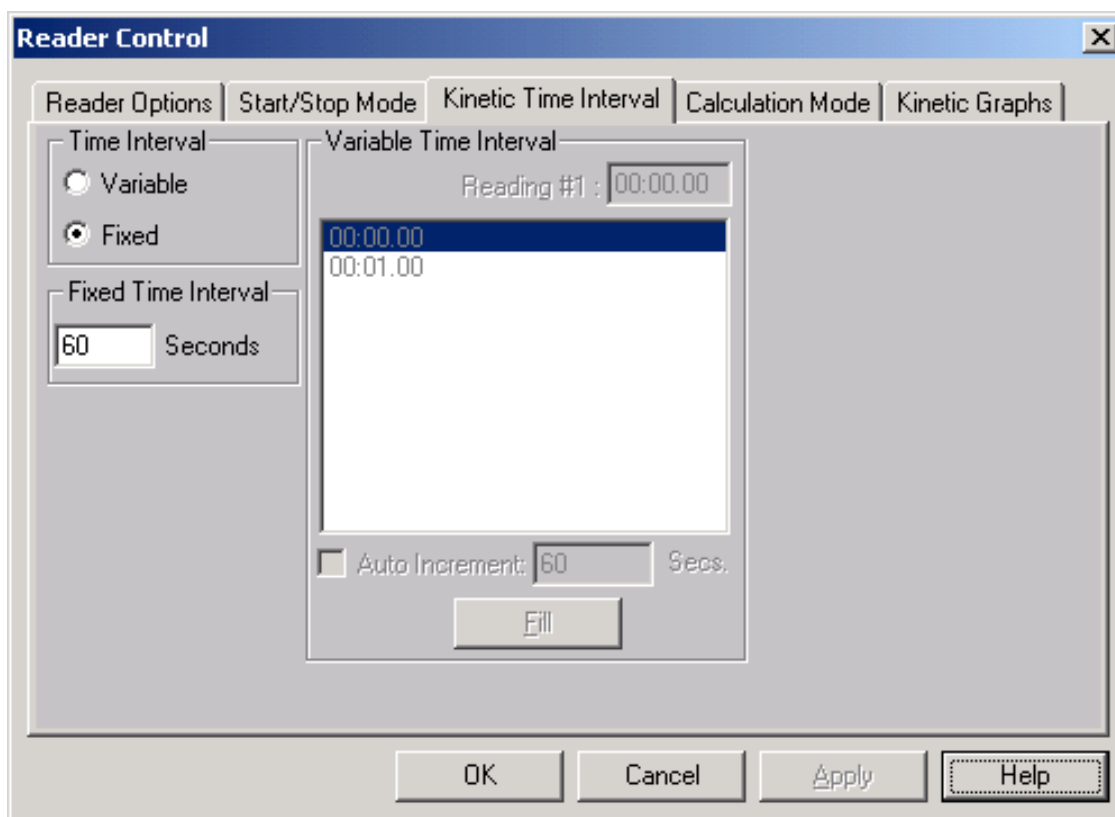 Reader Control
Reader Options Start/Stop Mode Kinetic Time Interval Calculation Mode Kinetic Graphs
Time Interval
Variable
Fixed
Fixed Time Interval
60 Seconds
Variable Time Interval
Reading #1 : 00:00.00
00:00.00
00:01.00
Auto Increment: 60 Secs.
Fill
OK Cancel Apply Help